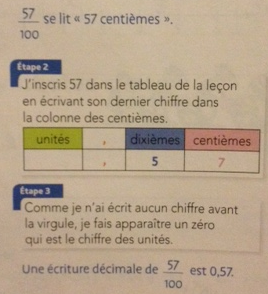 57/100 se lit « 57 centièmes ».
Étape 2
J'inscris 57 dans le tableau de la leçon
en écrivant son dernier chiffre dans
la colonne des centièmes.
unités , dixièmes centièmes
, 5 7
Étape 3
Comme je n'ai écrit aucun chiffre avant
la virgule, je fais apparaître un zéro
qui est le chiffre des unités.
Une écriture décimale de 57/100 est 0,57.